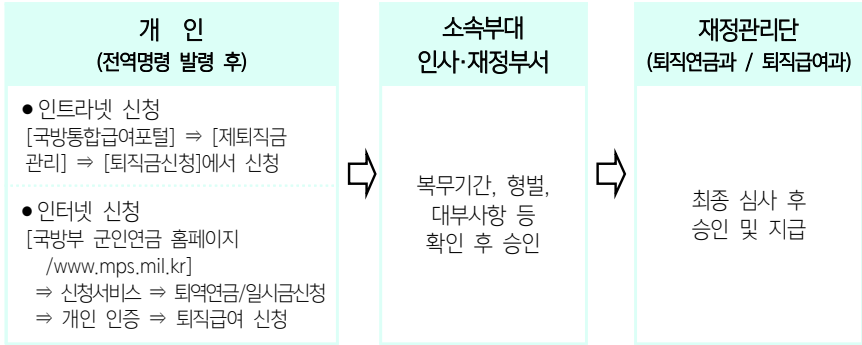 개 인
(전역명령 발령 후)
● 인트라넷 신청
[국방통합급여포털] ⇒ [제퇴직금
관리] ⇒ [퇴직금신청]에서 신청
● 인터넷 신청
[국방부 군인연금 홈페이지
/www.mps.mil.kr]
⇒ 신청서비스 ⇒ 퇴역연금/일시금신청
⇒ 개인 인증 ⇒ 퇴직급여 신청
소속부대
인사·재정부서
복무기간, 형벌,
대부사항 등
확인 후 승인
재정관리단
(퇴직연금과 / 퇴직급여과)
최종 심사 후
승인 및 지급